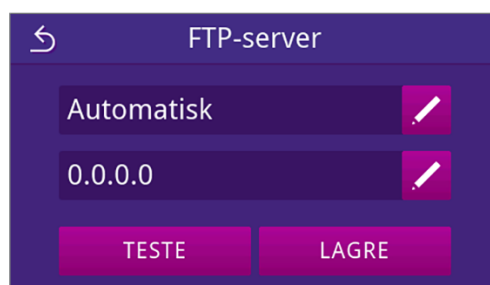 FTP-server
Automatisk
0.0.0.0
TESTE
LAGRE